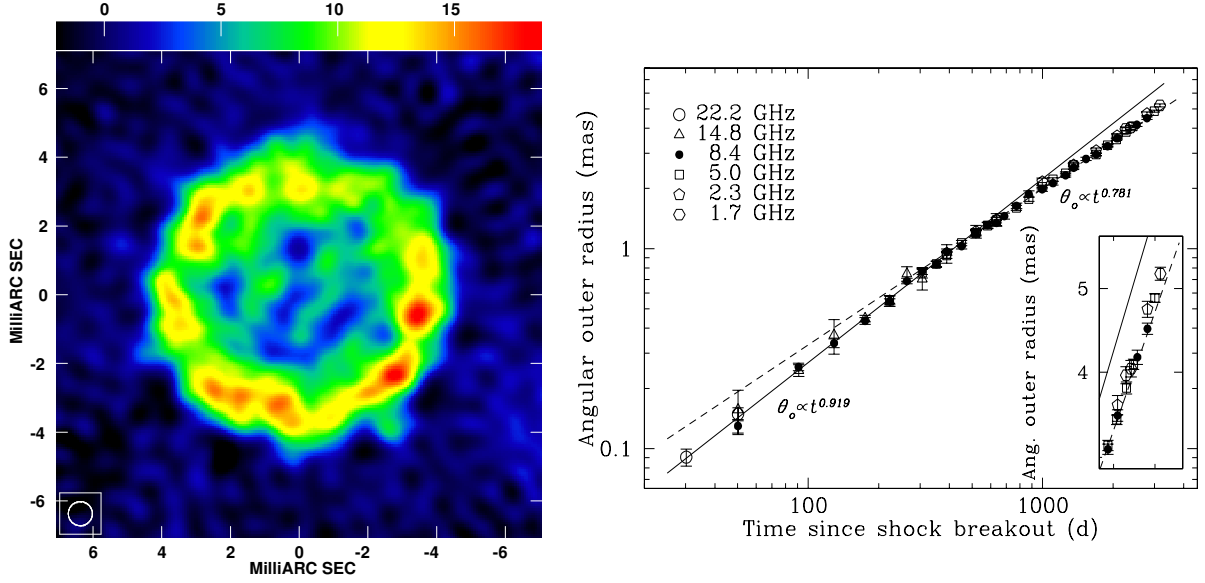 0 5 10 15
MilliARC SEC
6
4
2
0
-2
-4
-6
6 4 2 0 -2 -4 -6
MilliARC SEC
Angular outer radius (mas)
1
0.1
22.2 GHz
14.8 GHz
8.4 GHz
5.0 GHz
2.3 GHz
1.7 GHz
θo∝t0.781
θo∝t0.919
Ang. outer radius (mas)
5
4
100 1000
Time since shock breakout (d)